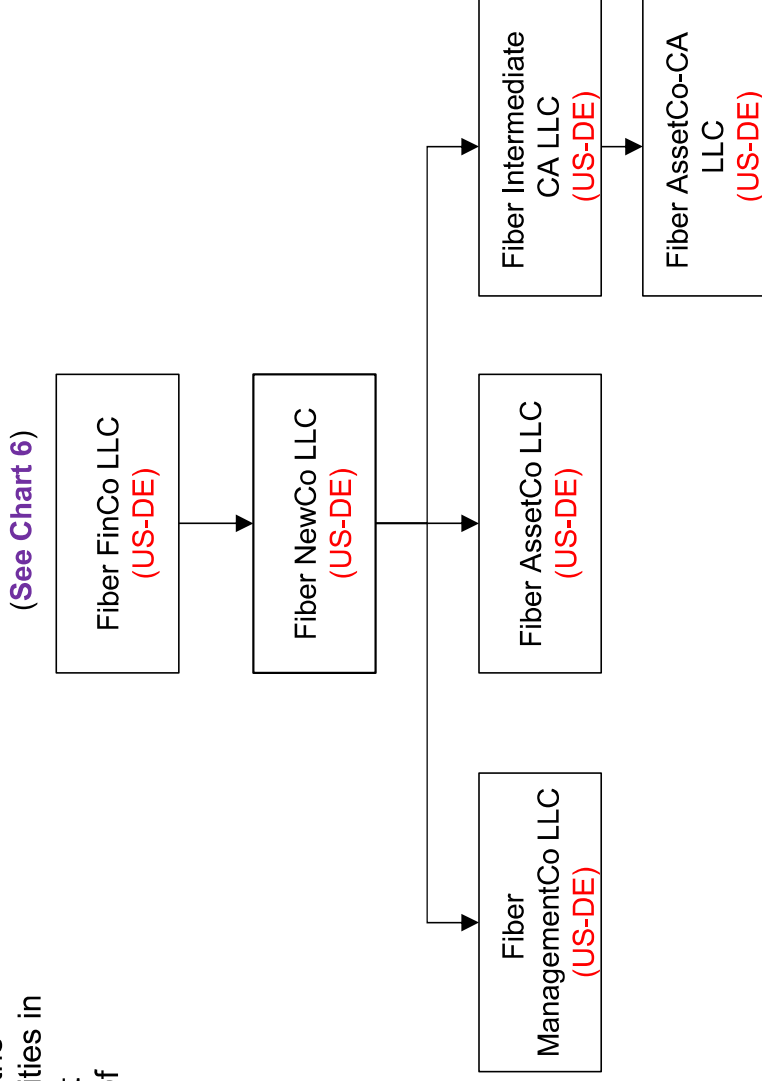 (See Chart 6)
Fiber FinCo LLC
(US-DE)
Fiber NewCo LLC
(US-DE)
Fiber
ManagementCo LLC
(US-DE)
Fiber AssetCo LLC
(US-DE)
Fiber Intermediate
CA LLC
(US-DE)
Fiber AssetCo-CA
LLC
(US-DE)
in
of